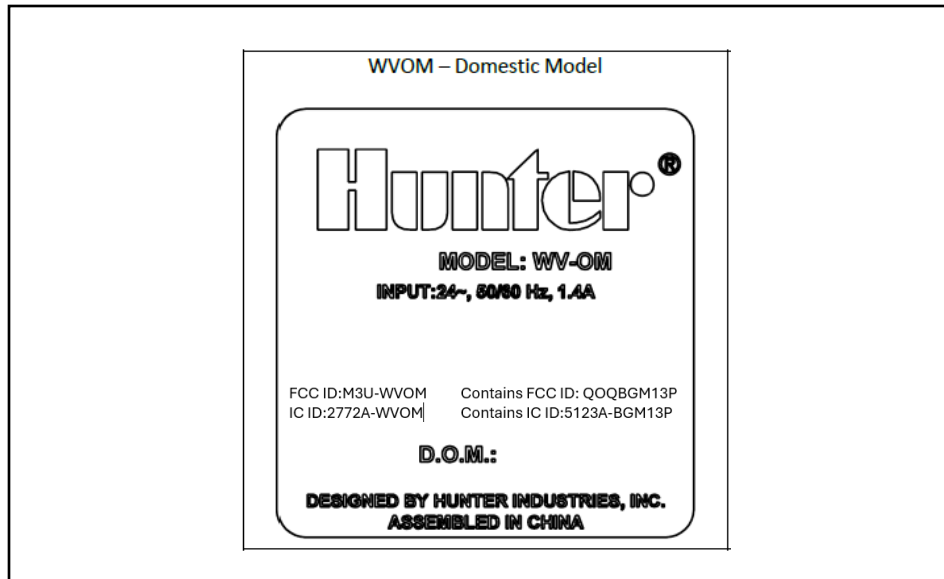 WVOM – Domestic Model
Hunter®
MODEL: WV-OM
INPUT:24~, 50/60 Hz, 1.4A
FCC ID:M3U-WVOM Contains FCC ID: QOQBGM13P
IC ID:2772A-WVOM Contains IC ID:5123A-BGM13P
D.O.M.:
DESIGNED BY HUNTER INDUSTRIES, INC.
ASSEMBLED IN CHINA